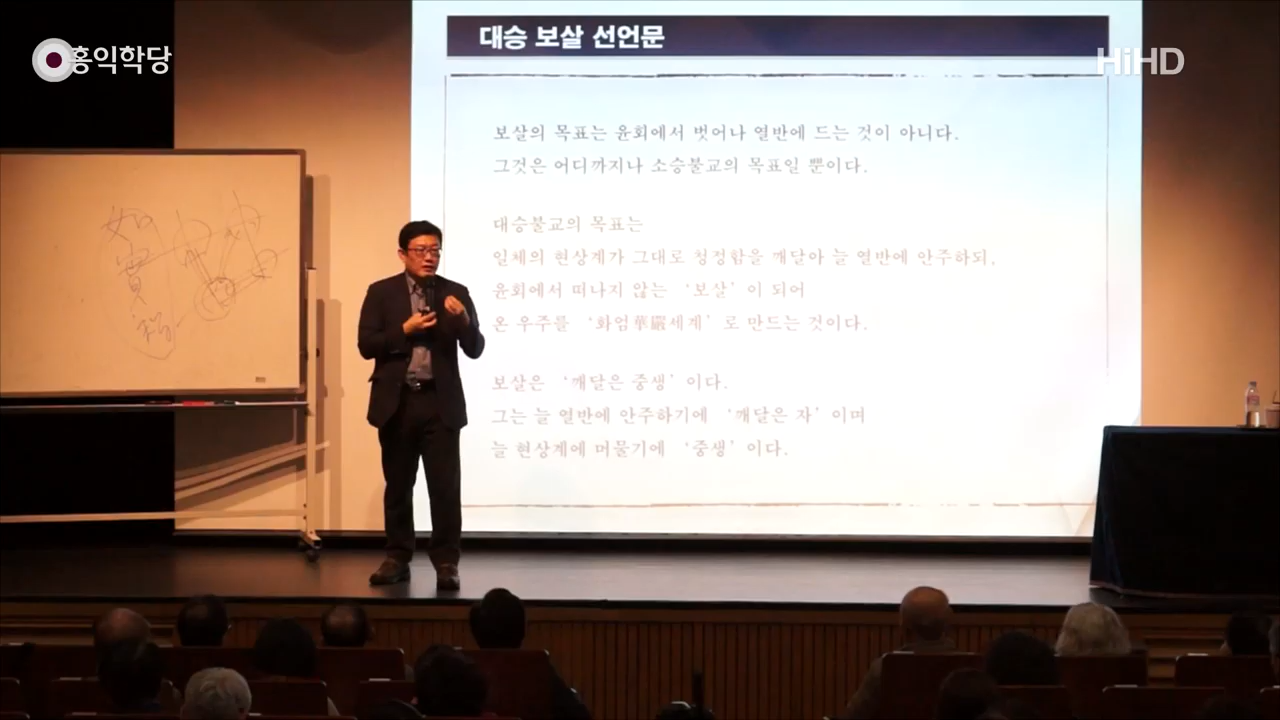 홍익학당
대승 보살 선언문
HiHD
보살의 목표는 윤회에서 벗어나 열반에 드는 것이 아니다.
그것은 어디까지나 소승불교의 목표일 뿐이다.
대승불교의 목표는
일체의 현상계가 그대로 청정함을 깨달아 늘 열반에 안주하되,
윤회에서 떠나지 않는 ‘보살’이 되어
온 우주를 ‘화엄華嚴세계’로 만드는 것이다.
보살은 ‘깨달은 중생’이다.
그는 늘 열반에 안주하기에 ‘깨달은 자’이며
늘 현상계에 머물기에 ‘중생’이다.
如
實
智